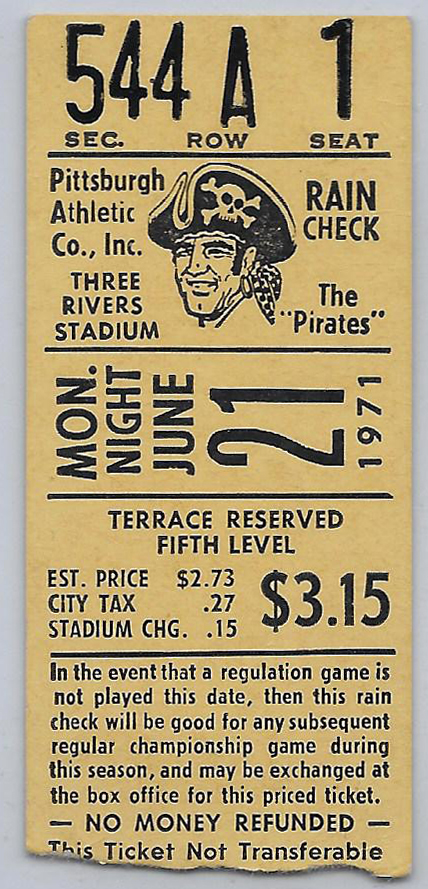 544 A 1
SEC. ROW SEAT
Pittsburgh
Athletic
Co., Inc.
THREE
RIVERS
STADIUM
RAIN
CHECK
The
"Pirates"
MON.
NIGHT
JUNE
21
1971
TERRACE RESERVED
FIFTH LEVEL
EST. PRICE $2.73
CITY TAX .27
STADIUM CHG. .15
$3.15
In the event that a regulation game is
not played this date, then this rain
check will be good for any subsequent
regular championship game during
this season, and may be exchanged at
the box office for this priced ticket.
— NO MONEY REFUNDED —
This Ticket Not Transferable